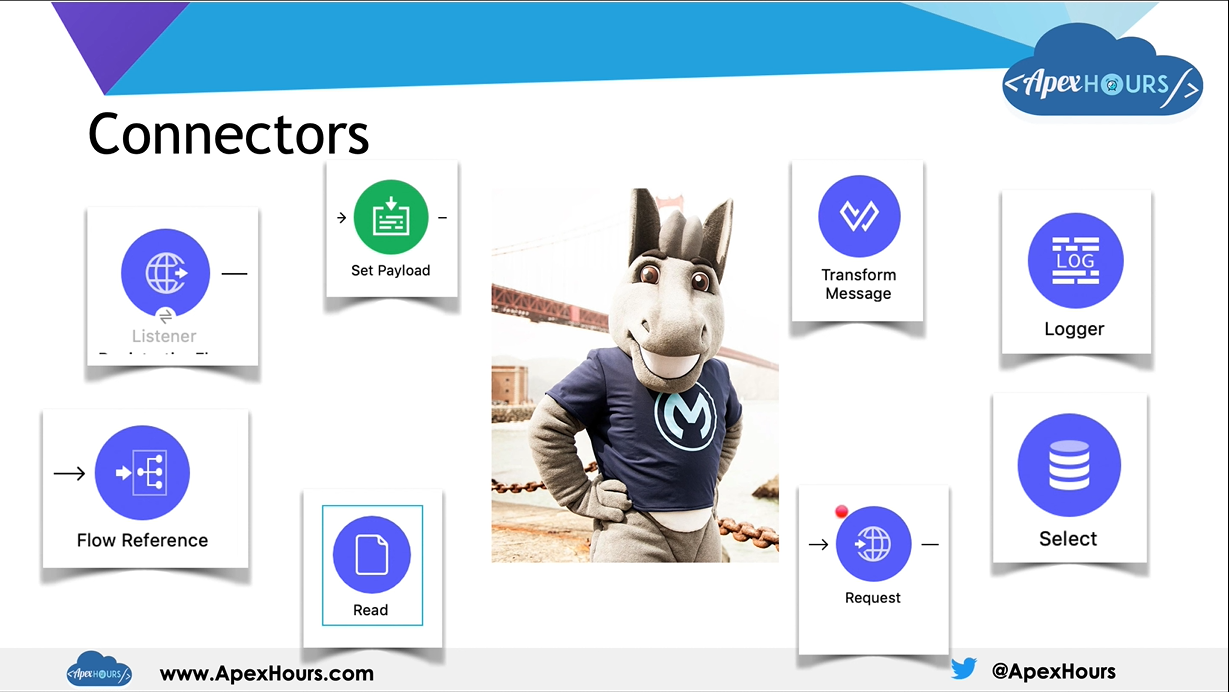 <ApexHOURS/>
Connectors
Set Payload
Transform
Message
LOG
Logger
Listener
Flow Reference
Select
Read
Request
M
<ApexHOURS/>
www.ApexHours.com
@ApexHours